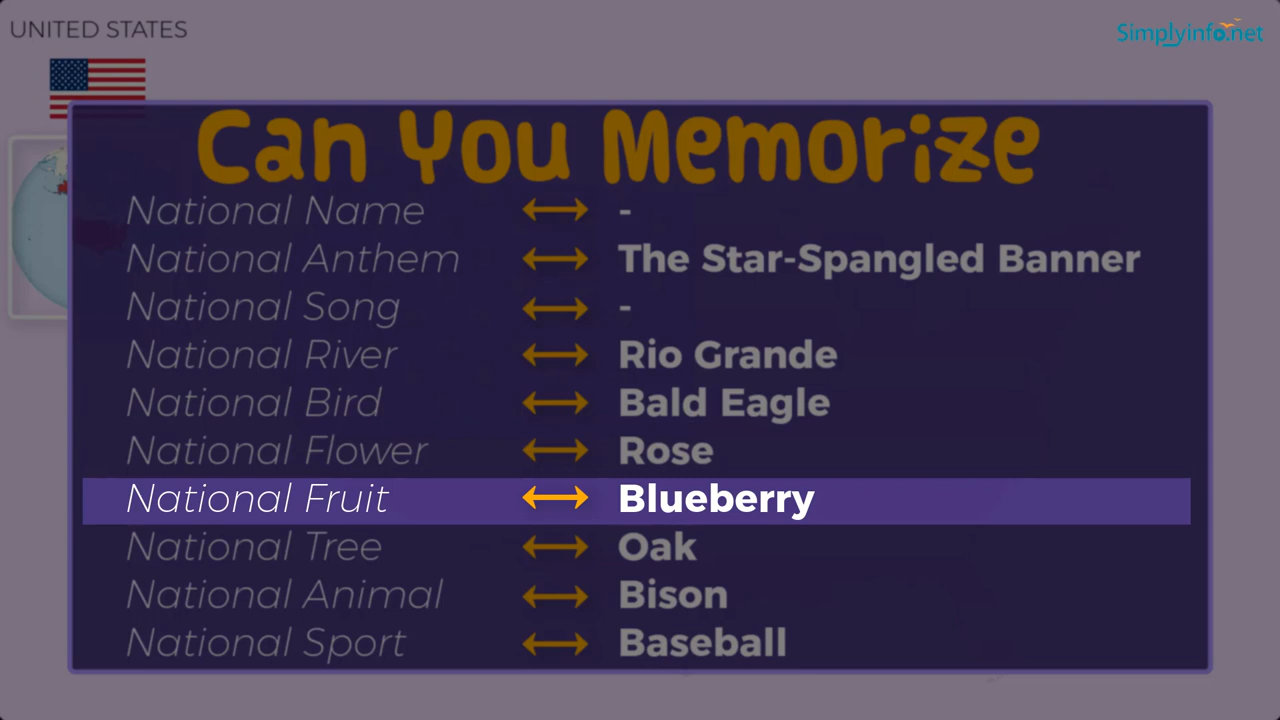 UNITED STATES
Simplyinfo.net
Can You Memorize
National Name ↔ -
National Anthem ↔ The Star-Spangled Banner
National Song ↔ -
National River ↔ Rio Grande
National Bird ↔ Bald Eagle
National Flower ↔ Rose
National Fruit ↔ Blueberry
National Tree ↔ Oak
National Animal ↔ Bison
National Sport ↔ Baseball